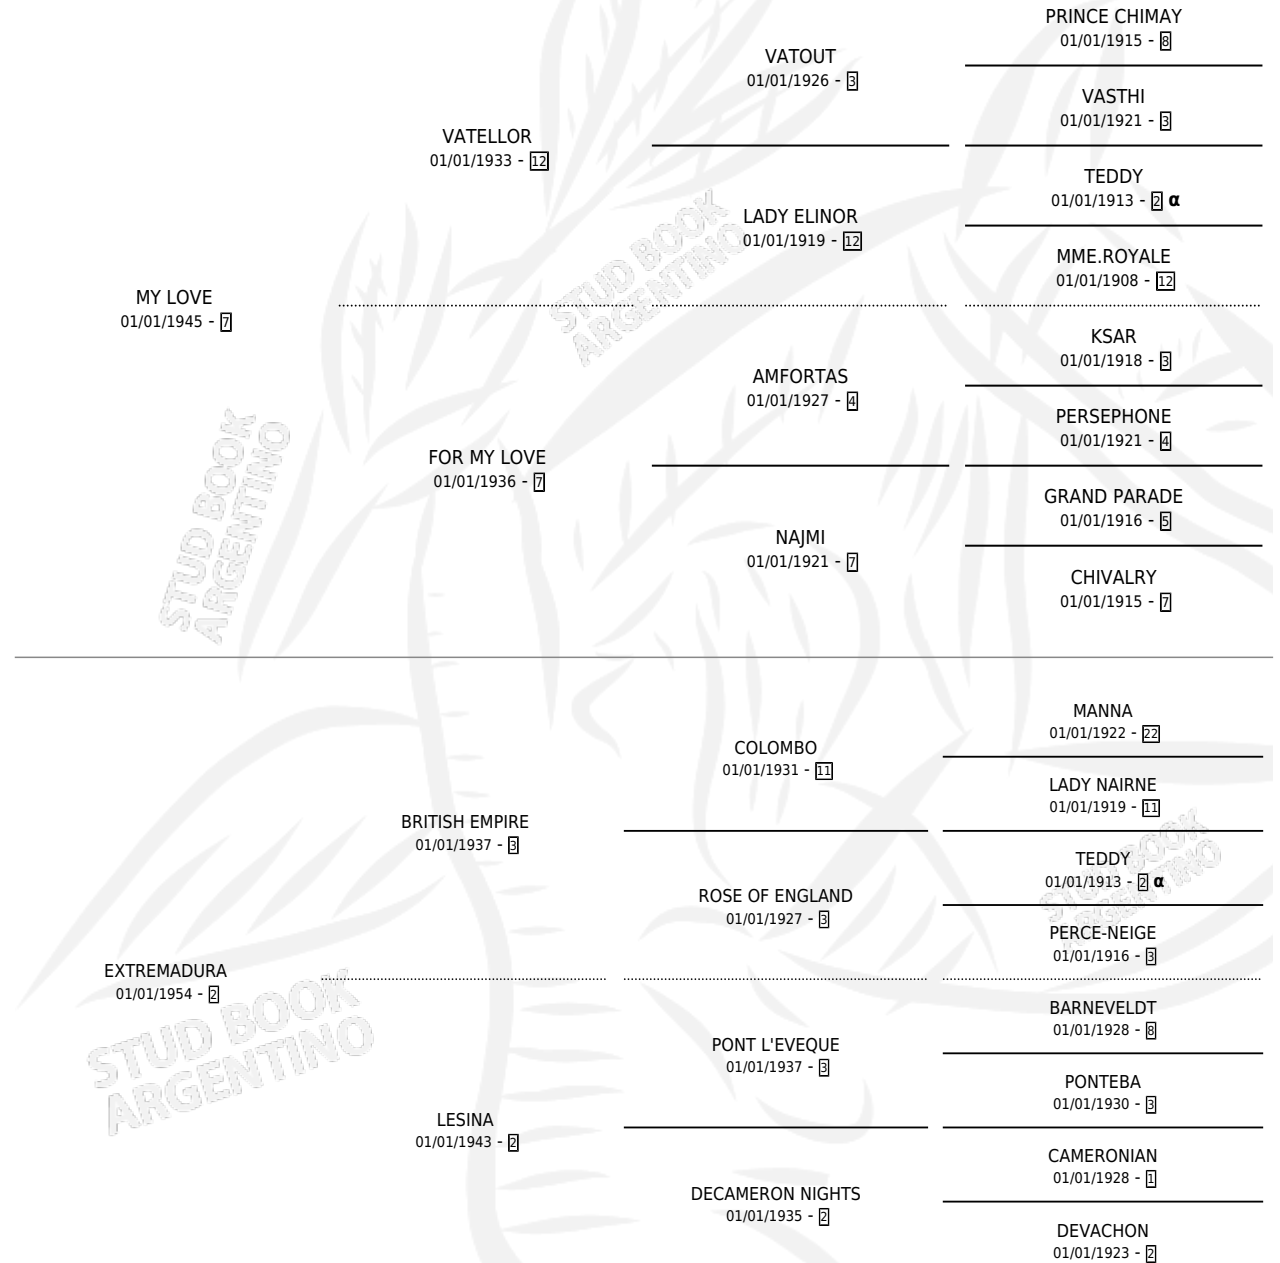 PRINCE CHIMAY
01/01/1915 - 8
VATOUT
01/01/1926 - 3
VASTHI
01/01/1921 - 3
VATELLOR
01/01/1933 - 12
TEDDY
01/01/1913 - 2 α
LADY ELINOR
01/01/1919 - 12
MME.ROYALE
01/01/1908 - 12
MY LOVE
01/01/1945 - 7
KSAR
01/01/1918 - 3
AMFORTAS
01/01/1927 - 4
PERSEPHONE
01/01/1921 - 4
FOR MY LOVE
01/01/1936 - 7
GRAND PARADE
01/01/1916 - 5
NAJMI
01/01/1921 - 7
CHIVALRY
01/01/1915 - 7
MANNA
01/01/1922 - 22
COLOMBO
01/01/1931 - 11
LADY NAIRNE
01/01/1919 - 11
BRITISH EMPIRE
01/01/1937 - 3
TEDDY
01/01/1913 - 2 α
ROSE OF ENGLAND
01/01/1927 - 3
PERCE-NEIGE
01/01/1916 - 3
EXTREMADURA
01/01/1954 - 2
BARNEVELDT
01/01/1928 - 8
PONT L'EVEQUE
01/01/1937 - 3
PONTEBA
01/01/1930 - 3
LESINA
01/01/1943 - 2
CAMERONIAN
01/01/1928 - 1
DECAMERON NIGHTS
01/01/1935 - 2
DEVACHON
01/01/1923 - 2
STUD BOOK
ARGENTINO
STUD BOOK
ARGENTINO
STUD BOOK
ARGENTINO
STUD BOOK
ARGENTINO